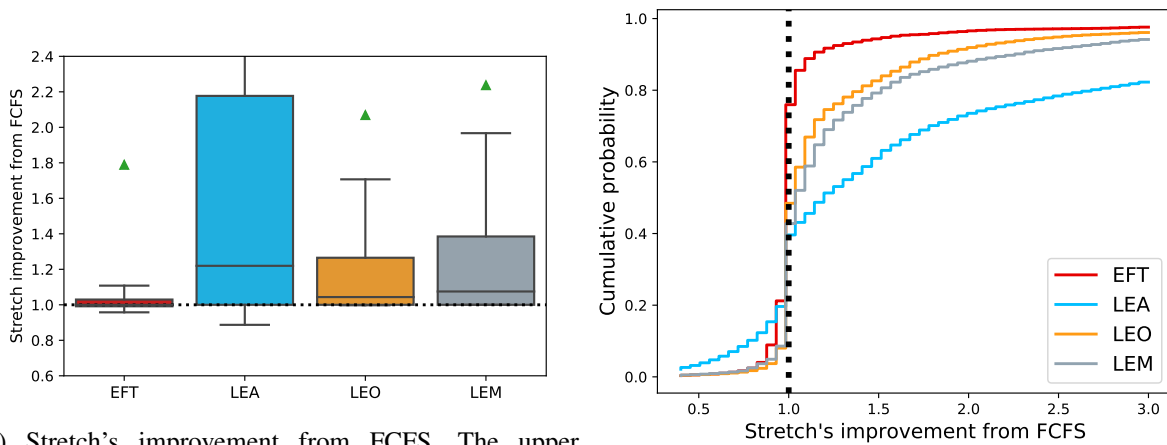 2.4
2.2
2.0
1.8
1.6
1.4
1.2
1.0
0.8
0.6
Stretch improvement from FCFS
EFT LEA LEO LEM
) Stretch's improvement from FCFS. The upper
1.0
0.8
0.6
0.4
0.2
0.0
Cumulative probability
EFT
LEA
LEO
LEM
0.5 1.0 1.5 2.0 2.5 3.0
Stretch's improvement from FCFS